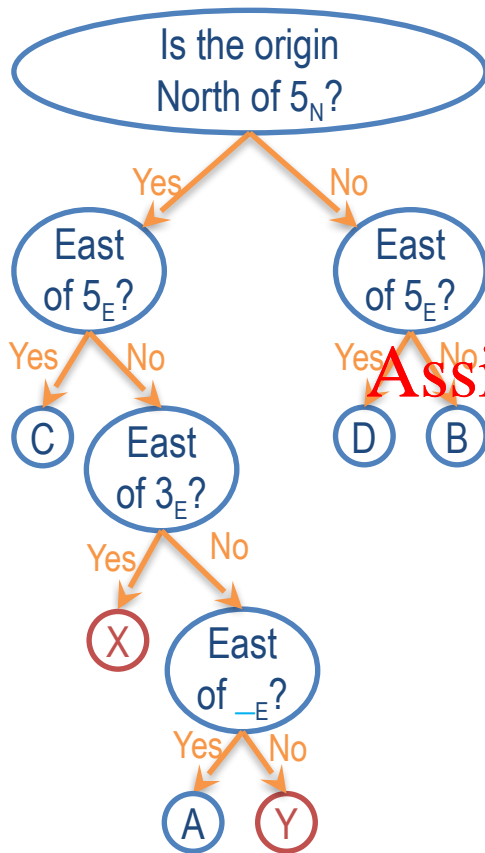 Is the origin
North of 5N?
Yes
No
East
of 5E?
East
of 5E?
Yes
No
Yes
No
Assi
C
D
B
East
of 3E?
Yes
No
X
East
of _E?
Yes
No
A
Y